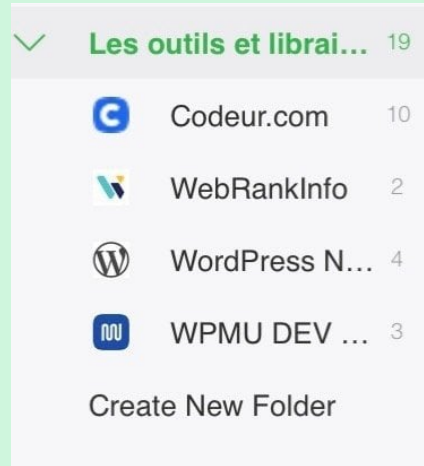 Les outils et librai... 19
Codeur.com 10
WebRankInfo 2
WordPress N... 4
WPMU DEV ... 3
Create New Folder